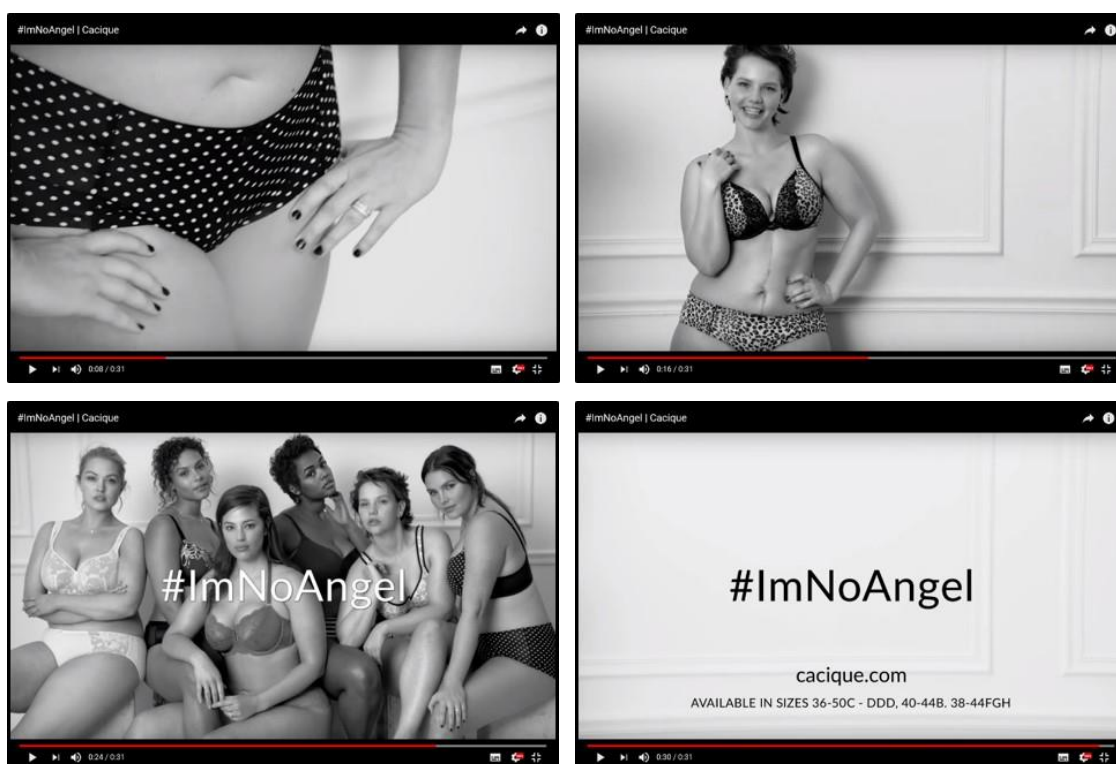 #ImNoAngel | Cacique
0:08 / 0:31
#ImNoAngel | Cacique
0:16 / 0:31
#ImNoAngel | Cacique
#ImNoAngel
0:24 / 0:31
#ImNoAngel | Cacique
#ImNoAngel
cacique.com
AVAILABLE IN SIZES 36-50C - DDD, 40-44B. 38-44FGH
0:30 / 0:31